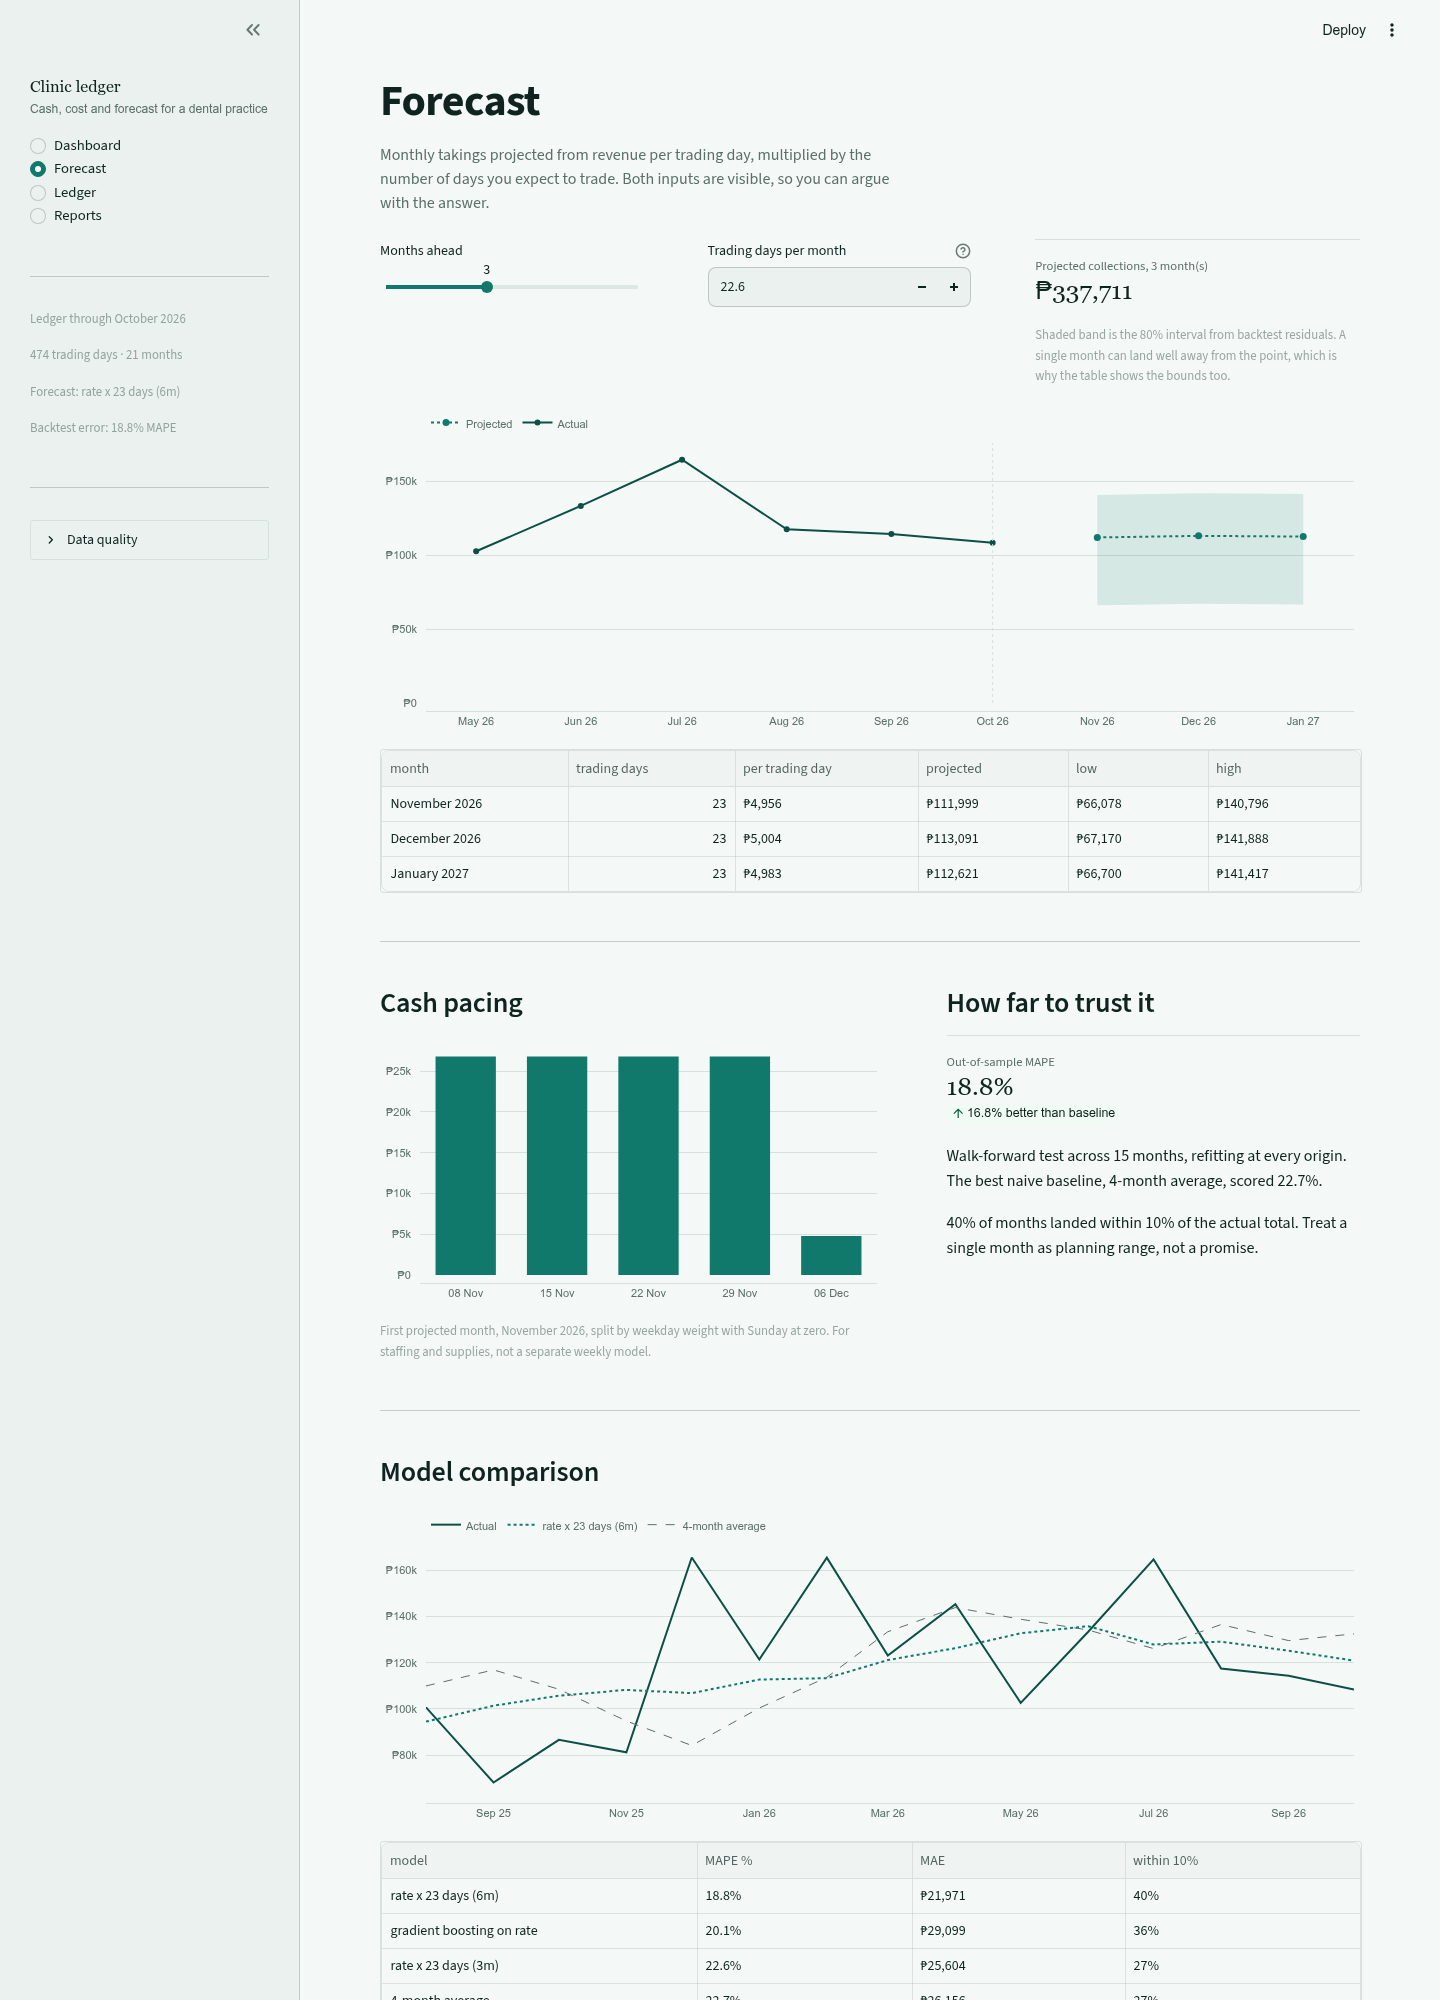 Deploy
Clinic ledger
Cash, cost and forecast for a dental practice
Dashboard
Forecast
Ledger
Reports
Ledger through October 2026
474 trading days · 21 months
Forecast: rate x 23 days (6m)
Backtest error: 18.8% MAPE
Data quality
Forecast
Monthly takings projected from revenue per trading day, multiplied by the
number of days you expect to trade. Both inputs are visible, so you can argue
with the answer.
Months ahead
3
Trading days per month
22.6
Projected collections, 3 month(s)
₱337,711
Shaded band is the 80% interval from backtest residuals. A
single month can land well away from the point, which is
why the table shows the bounds too.
Projected Actual
₱150k
₱100k
₱50k
₱0
May 26 Jun 26 Jul 26 Aug 26 Sep 26 Oct 26 Nov 26 Dec 26 Jan 27
month trading days per trading day projected low high
November 2026 23 ₱4,956 ₱111,999 ₱66,078 ₱140,796
December 2026 23 ₱5,004 ₱113,091 ₱67,170 ₱141,888
January 2027 23 ₱4,983 ₱112,621 ₱66,700 ₱141,417
Cash pacing
₱25k
₱20k
₱15k
₱10k
₱5k
₱0
08 Nov 15 Nov 22 Nov 29 Nov 06 Dec
First projected month, November 2026, split by weekday weight with Sunday at zero. For
staffing and supplies, not a separate weekly model.
How far to trust it
Out-of-sample MAPE
18.8%
16.8% better than baseline
Walk-forward test across 15 months, refitting at every origin.
The best naive baseline, 4-month average, scored 22.7%.
40% of months landed within 10% of the actual total. Treat a
single month as planning range, not a promise.
Model comparison
Actual rate x 23 days (6m) 4-month average
₱160k
₱140k
₱120k
₱100k
₱80k
Sep 25 Nov 25 Jan 26 Mar 26 May 26 Jul 26 Sep 26
model MAPE % MAE within 10%
rate x 23 days (6m) 18.8% ₱21,971 40%
gradient boosting on rate 20.1% ₱29,099 36%
rate x 23 days (3m) 22.6% ₱25,604 27%
4-month average 22.7% ₱26,156 27%